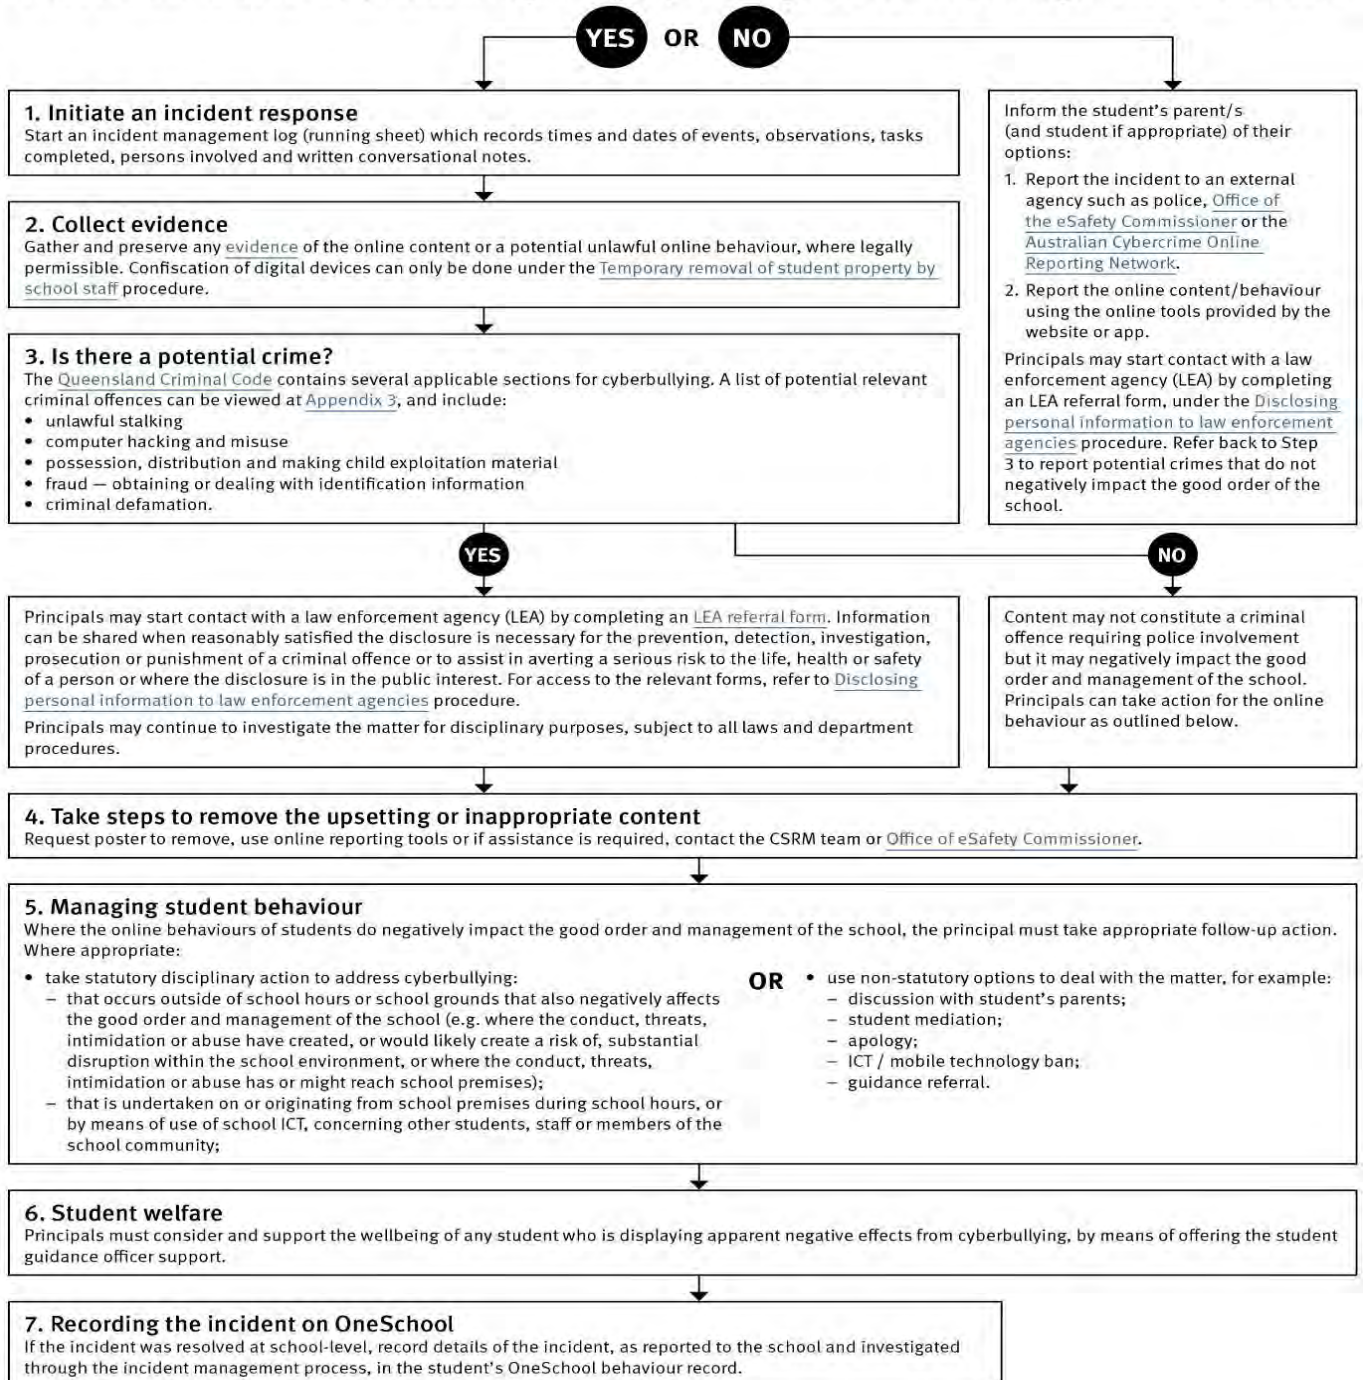 YES OR NO
1. Initiate an incident response
Start an incident management log (running sheet) which records times and dates of events, observations, tasks
completed, persons involved and written conversational notes.
2. Collect evidence
Gather and preserve any evidence of the online content or a potential unlawful online behaviour, where legally
permissible. Confiscation of digital devices can only be done under the Temporary removal of student property by
school staff procedure.
3. Is there a potential crime?
The Queensland Criminal Code contains several applicable sections for cyberbullying. A list of potential relevant
criminal offences can be viewed at Appendix 3, and include:
• unlawful stalking
• computer hacking and misuse
• possession, distribution and making child exploitation material
• fraud — obtaining or dealing with identification information
• criminal defamation.
Inform the student's parent/s
(and student if appropriate) of their
options:
1. Report the incident to an external
agency such as police, Office of
the eSafety Commissioner or the
Australian Cybercrime Online
Reporting Network.
2. Report the online content/behaviour
using the online tools provided by the
website or app.
Principals may start contact with a law
enforcement agency (LEA) by completing
an LEA referral form, under the Disclosing
personal information to law enforcement
agencies procedure. Refer back to Step
3 to report potential crimes that do not
negatively impact the good order of the
school.
YES
NO
Principals may start contact with a law enforcement agency (LEA) by completing an LEA referral form. Information
can be shared when reasonably satisfied the disclosure is necessary for the prevention, detection, investigation,
prosecution or punishment of a criminal offence or to assist in averting a serious risk to the life, health or safety
of a person or where the disclosure is in the public interest. For access to the relevant forms, refer to Disclosing
personal information to law enforcement agencies procedure.
Principals may continue to investigate the matter for disciplinary purposes, subject to all laws and department
procedures.
Content may not constitute a criminal
offence requiring police involvement
but it may negatively impact the good
order and management of the school.
Principals can take action for the online
behaviour as outlined below.
4. Take steps to remove the upsetting or inappropriate content
Request poster to remove, use online reporting tools or if assistance is required, contact the CSRM team or Office of eSafety Commissioner.
5. Managing student behaviour
Where the online behaviours of students do negatively impact the good order and management of the school, the principal must take appropriate follow-up action.
Where appropriate:
• take statutory disciplinary action to address cyberbullying:
– that occurs outside of school hours or school grounds that also negatively affects
the good order and management of the school (e.g. where the conduct, threats,
intimidation or abuse have created, or would likely create a risk of, substantial
disruption within the school environment, or where the conduct, threats,
intimidation or abuse has or might reach school premises);
– that is undertaken on or originating from school premises during school hours, or
by means of use of school ICT, concerning other students, staff or members of the
school community;
OR
• use non-statutory options to deal with the matter, for example:
– discussion with student's parents;
– student mediation;
– apology;
– ICT / mobile technology ban;
– guidance referral.
6. Student welfare
Principals must consider and support the wellbeing of any student who is displaying apparent negative effects from cyberbullying, by means of offering the student
guidance officer support.
7. Recording the incident on OneSchool
If the incident was resolved at school-level, record details of the incident, as reported to the school and investigated
through the incident management process, in the student's OneSchool behaviour record.